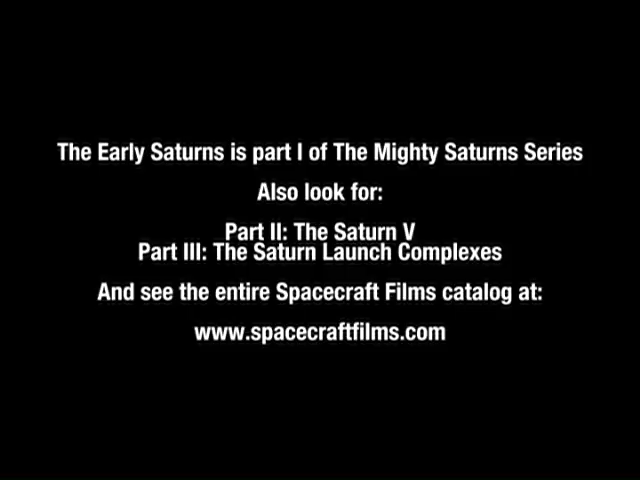 The Early Saturns is part I of The Mighty Saturns Series
Also look for:
Part II: The Saturn V
Part III: The Saturn Launch Complexes
And see the entire Spacecraft Films catalog at:
www.spacecraftfilms.com